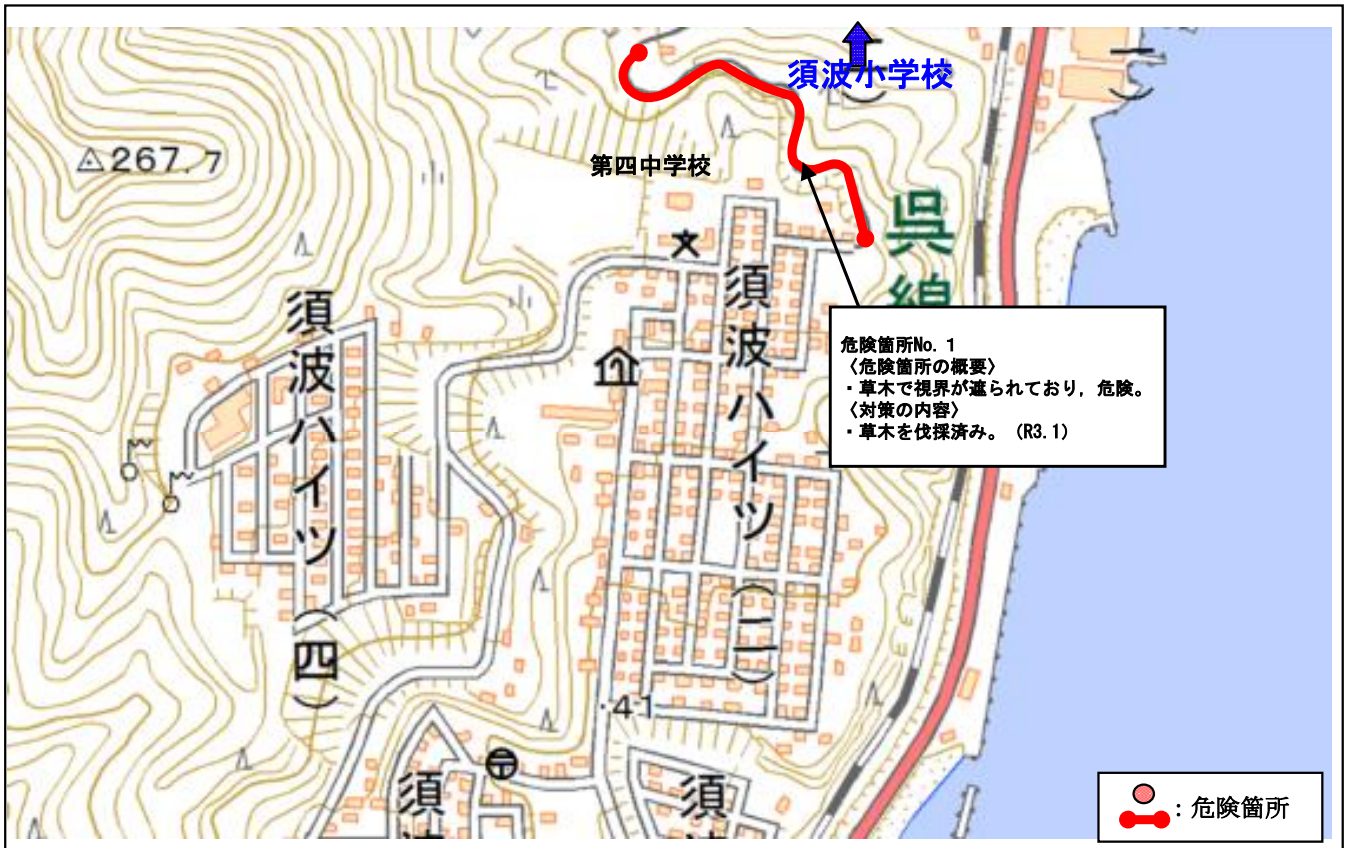 須波小学校
△267.7
第四中学校
呉線
須波ハイツ(二)
須波ハイツ(四)
危険箇所No. 1
〈危険箇所の概要〉
・草木で視界が遮られており，危険。
〈対策の内容〉
・草木を伐採済み。（R3.1）
・41
須
須
：危険箇所